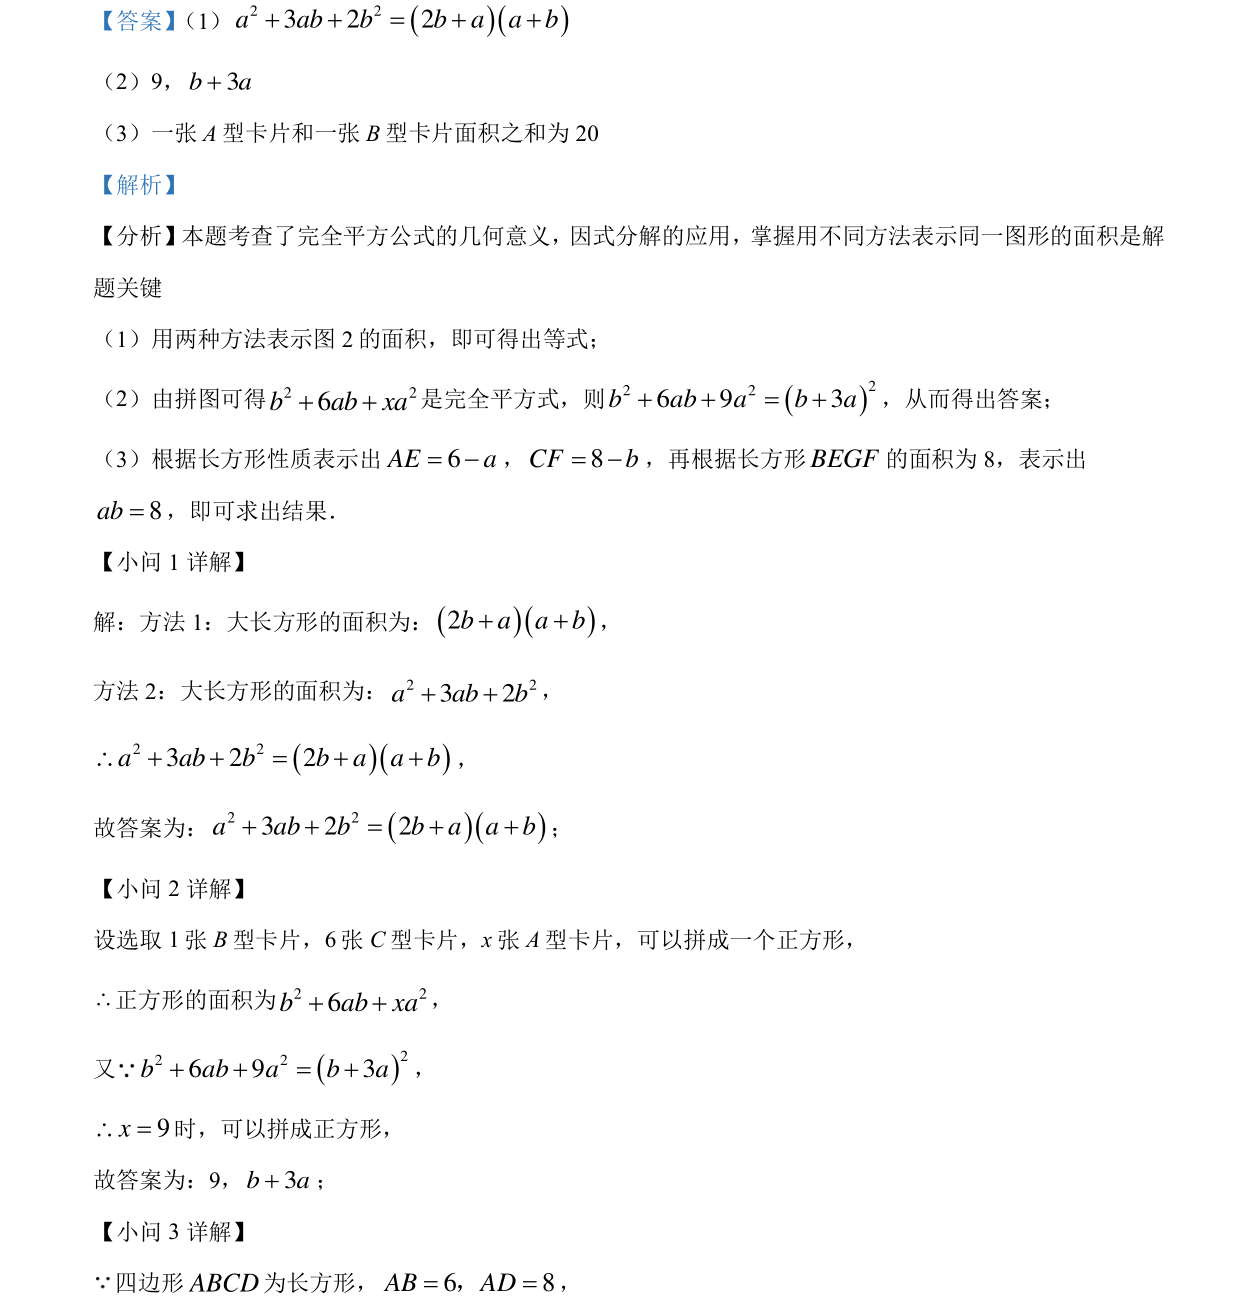 【答案】（1）a² + 3ab + 2b² = (2b + a)(a + b)
（2）9，b + 3a
（3）一张 A 型卡片和一张 B 型卡片面积之和为 20
【解析】
【分析】本题考查了完全平方公式的几何意义，因式分解的应用，掌握用不同方法表示同一图形的面积是解
题关键
（1）用两种方法表示图 2 的面积，即可得出等式；
（2）由拼图可得b² + 6ab + xa²是完全平方式，则b² + 6ab + 9a² = (b + 3a)²，从而得出答案；
（3）根据长方形性质表示出 AE = 6 − a，CF = 8 − b，再根据长方形 BEGF 的面积为 8，表示出
ab = 8，即可求出结果．
【小问 1 详解】
解：方法 1：大长方形的面积为：(2b + a)(a + b)，
方法 2：大长方形的面积为：a² + 3ab + 2b²，
∴a² + 3ab + 2b² = (2b + a)(a + b)，
故答案为：a² + 3ab + 2b² = (2b + a)(a + b)；
【小问 2 详解】
设选取 1 张 B 型卡片，6 张 C 型卡片，x 张 A 型卡片，可以拼成一个正方形，
∴正方形的面积为b² + 6ab + xa²，
又∵b² + 6ab + 9a² = (b + 3a)²，
∴x = 9时，可以拼成正方形，
故答案为：9，b + 3a；
【小问 3 详解】
∵四边形 ABCD 为长方形，AB = 6，AD = 8，